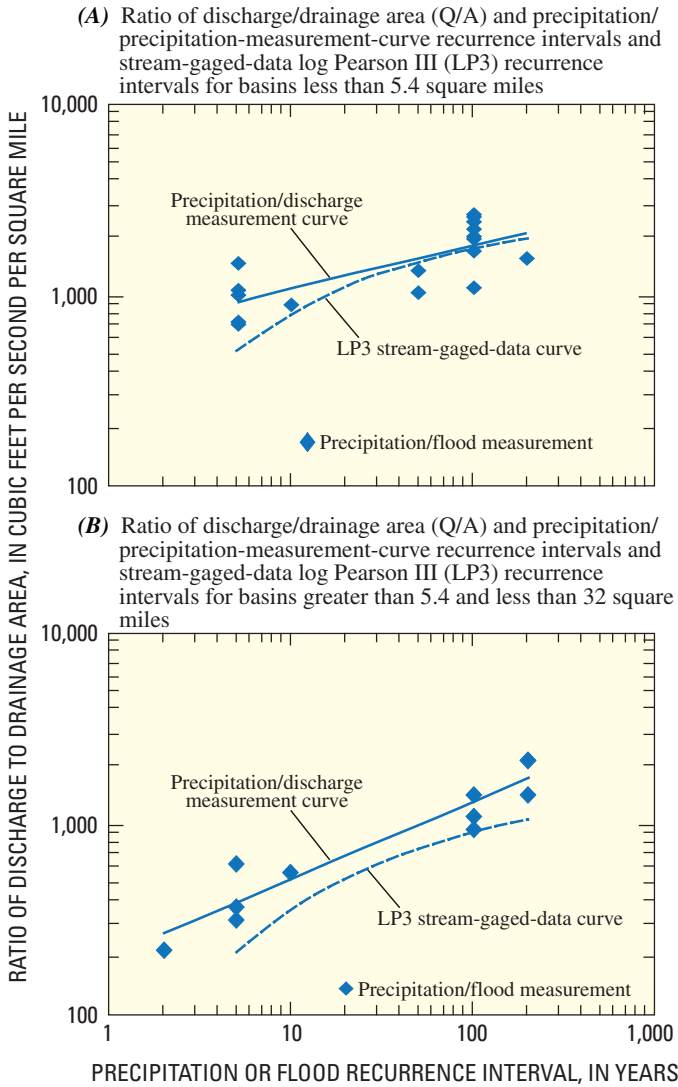 (A) Ratio of discharge/drainage area (Q/A) and precipitation/
precipitation-measurement-curve recurrence intervals and
stream-gaged-data log Pearson III (LP3) recurrence
intervals for basins less than 5.4 square miles
10,000
Precipitation/discharge
measurement curve
1,000
LP3 stream-gaged-data curve
Precipitation/flood measurement
100
(B) Ratio of discharge/drainage area (Q/A) and precipitation/
precipitation-measurement-curve recurrence intervals and
stream-gaged-data log Pearson III (LP3) recurrence
intervals for basins greater than 5.4 and less than 32 square
miles
10,000
Precipitation/discharge
measurement curve
1,000
LP3 stream-gaged-data curve
Precipitation/flood measurement
100
1 10 100 1,000
PRECIPITATION OR FLOOD RECURRENCE INTERVAL, IN YEARS
RATIO OF DISCHARGE TO DRAINAGE AREA, IN CUBIC FEET PER SECOND PER SQUARE MILE